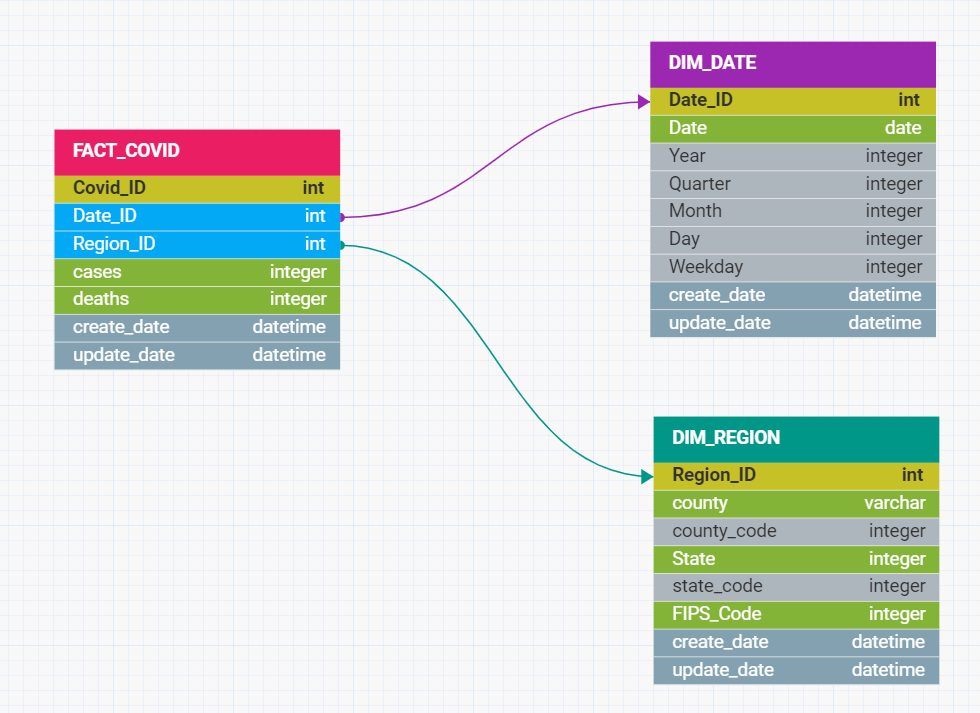 FACT_COVID
Covid_ID int
Date_ID int
Region_ID int
cases integer
deaths integer
create_date datetime
update_date datetime
DIM_DATE
Date_ID int
Date date
Year integer
Quarter integer
Month integer
Day integer
Weekday integer
create_date datetime
update_date datetime
DIM_REGION
Region_ID int
county varchar
county_code integer
State integer
state_code integer
FIPS_Code integer
create_date datetime
update_date datetime